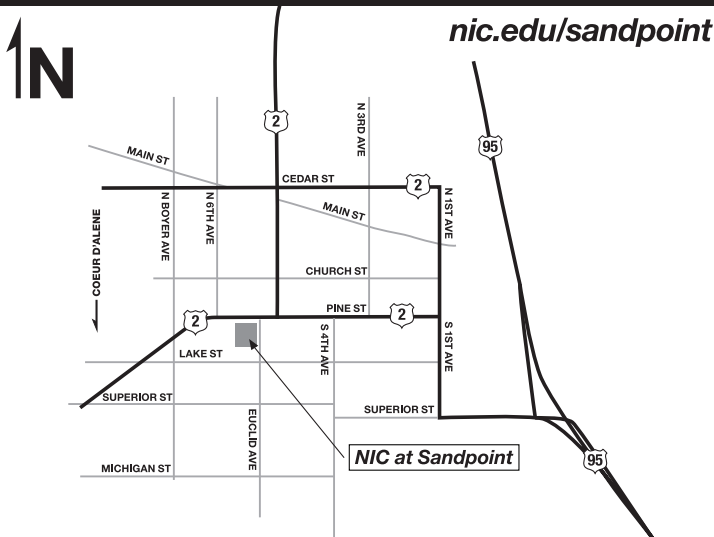 nic.edu/sandpoint
N
2
N 3RD AVE
95
MAIN ST
CEDAR ST
2
N BOYER AVE
N 6TH AVE
MAIN ST
N 1ST AVE
COEUR D'ALENE
CHURCH ST
PINE ST
2
2
S 4TH AVE
S 1ST AVE
LAKE ST
SUPERIOR ST
SUPERIOR ST
EUCLID AVE
NIC at Sandpoint
95
MICHIGAN ST